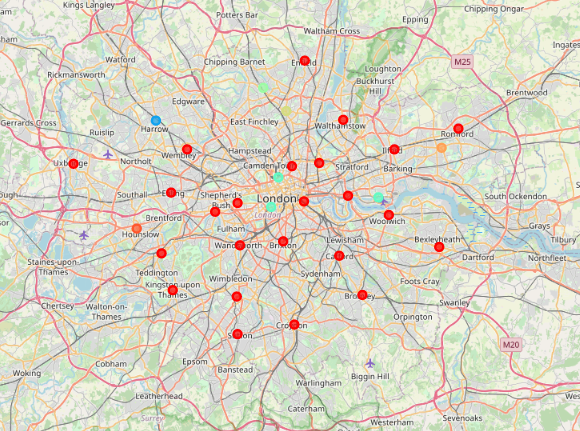 Kings Langley
Potters Bar
Chipping Ongar
Epping
Waltham Cross
Watford
Chipping Barnet
Enfield
Loughton
M25
Ingates
Rickmansworth
Buckhurst
Hill
Brentwood
Edgware
Gerrards Cross
Harrow
East Finchley
Walthamstow
Romford
Ruislip
Wembley
Hampstead
Ilford
Uxbridge
Northolt
Camden Town
Stratford
Barking
Southall
Ealing
Shepherd's
Bush
London
South Ockendon
Brentford
London
Woolwich
Grays
Hounslow
Fulham
Tilbury
Staines-upon-
Thames
Wandsworth
Brixton
Lewisham
Bexleyheath
Dartford
Northfleet
Teddington
Catford
Sydenham
Foots Cray
Kingston upon
Thames
Wimbledon
Chertsey
Walton-on-
Thames
Bromley
Swanley
Croydon
Orpington
Sutton
M20
Epsom
Cobham
Banstead
Biggin Hill
Woking
Warlingham
Leatherhead
Caterham
Surrey
Westerham
Sevenoaks